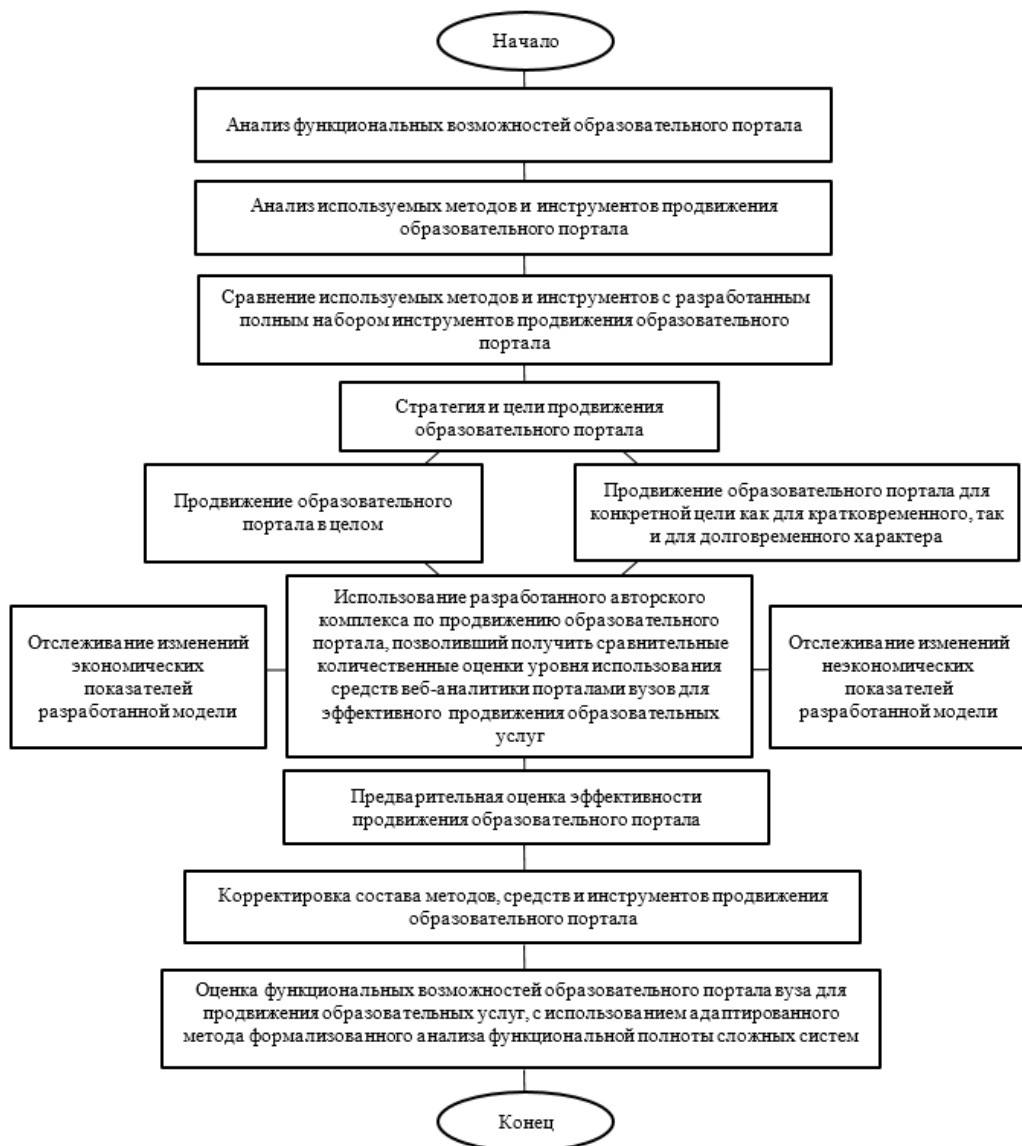 Начало
Анализ функциональных возможностей образовательного портала
Анализ используемых методов и инструментов продвижения
образовательного портала
Сравнение используемых методов и инструментов с разработанным
полным набором инструментов продвижения образовательного
портала
Стратегия и цели продвижения
образовательного портала
Продвижение образовательного
портала в целом
Продвижение образовательного портала для
конкретной цели как для кратковременного, так
и для долговременного характера
Отслеживание изменений
экономических
показателей
разработанной модели
Использование разработанного авторского
комплекса по продвижению образовательного
портала, позволивший получить сравнительные
количественные оценки уровня использования
средств веб-аналитики порталами вузов для
эффективного продвижения образовательных
услуг
Отслеживание изменений
неэкономических
показателей
разработанной модели
Предварительная оценка эффективности
продвижения образовательного портала
Корректировка состава методов, средств и инструментов продвижения
образовательного портала
Оценка функциональных возможностей образовательного портала вуза для
продвижения образовательных услуг, с использованием адаптированного
метода формализованного анализа функциональной полноты сложных систем
Конец